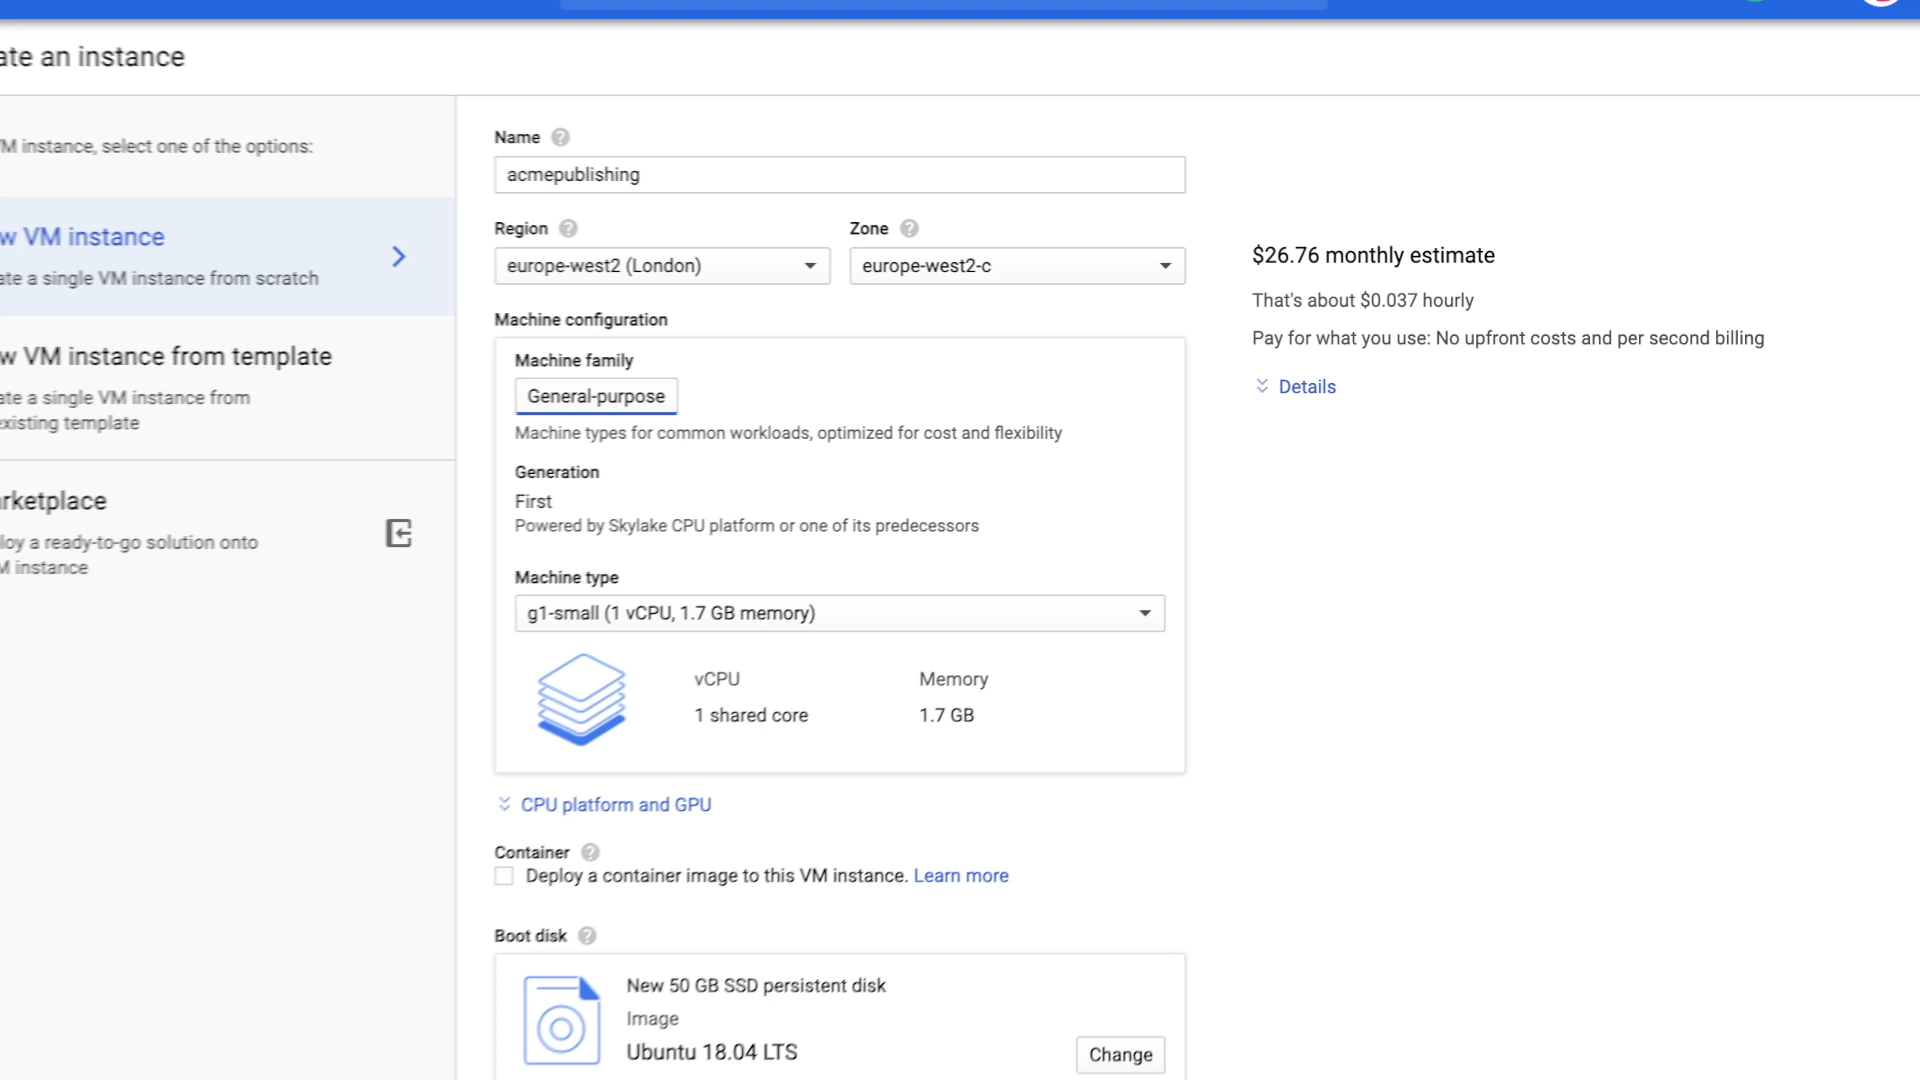 ate an instance
M instance, select one of the options:
w VM instance
ate a single VM instance from scratch
w VM instance from template
ate a single VM instance from
existing template
rketplace
loy a ready-to-go solution onto
M instance
Name
acmepublishing
Region
Zone
europe-west2 (London)
europe-west2-c
Machine configuration
Machine family
General-purpose
Machine types for common workloads, optimized for cost and flexibility
Generation
First
Powered by Skylake CPU platform or one of its predecessors
Machine type
g1-small (1 vCPU, 1.7 GB memory)
vCPU
Memory
1 shared core
1.7 GB
CPU platform and GPU
Container
Deploy a container image to this VM instance. Learn more
Boot disk
New 50 GB SSD persistent disk
Image
Ubuntu 18.04 LTS
Change
$26.76 monthly estimate
That's about $0.037 hourly
Pay for what you use: No upfront costs and per second billing
Details